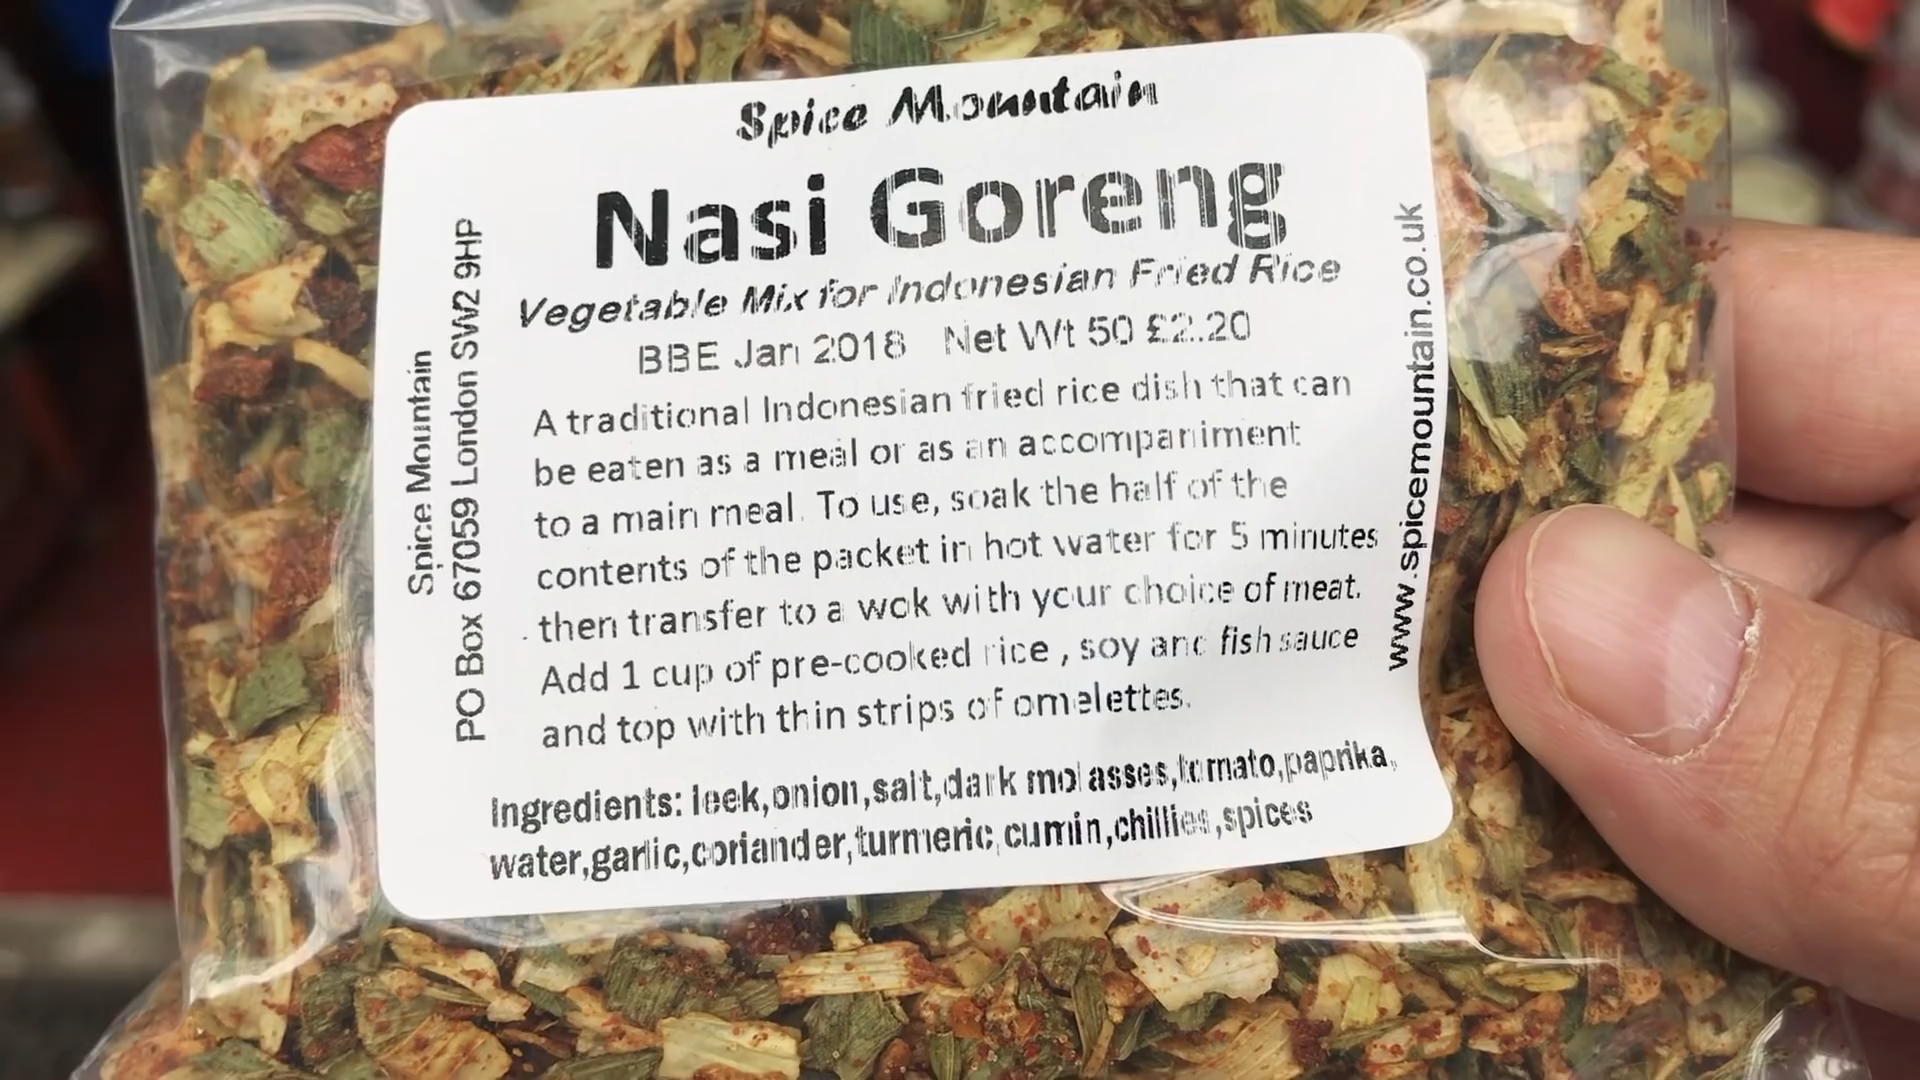 Spice Mountain
Nasi Goreng
Vegetable Mix for Indonesian Fried Rice
BBE Jan 2018 Net Wt 50 £2.20
A traditional Indonesian fried rice dish that can
be eaten as a meal or as an accompaniment
to a main meal. To use, soak the half of the
contents of the packet in hot water for 5 minutes
. then transfer to a wok with your choice of meat.
Add 1 cup of pre-cooked rice , soy and fish sauce
and top with thin strips of omelettes.
Ingredients: leek,onion,salt,dark molasses,tomato,paprika,
water,garlic,coriander,turmeric,cumin,chillies,spices
Spice Mountain
PO Box 67059 London SW2 9HP
www.spicemountain.co.uk